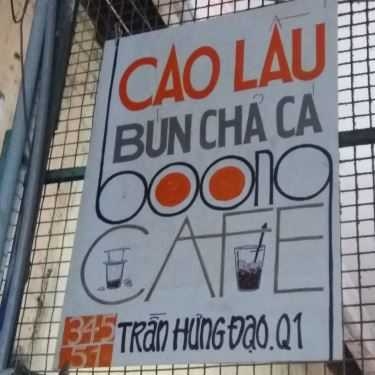 CAO LẦU
BÚN CHẢ CÁ
boong
CAFE
345
51
TRẦN HƯNG ĐẠO.Q1